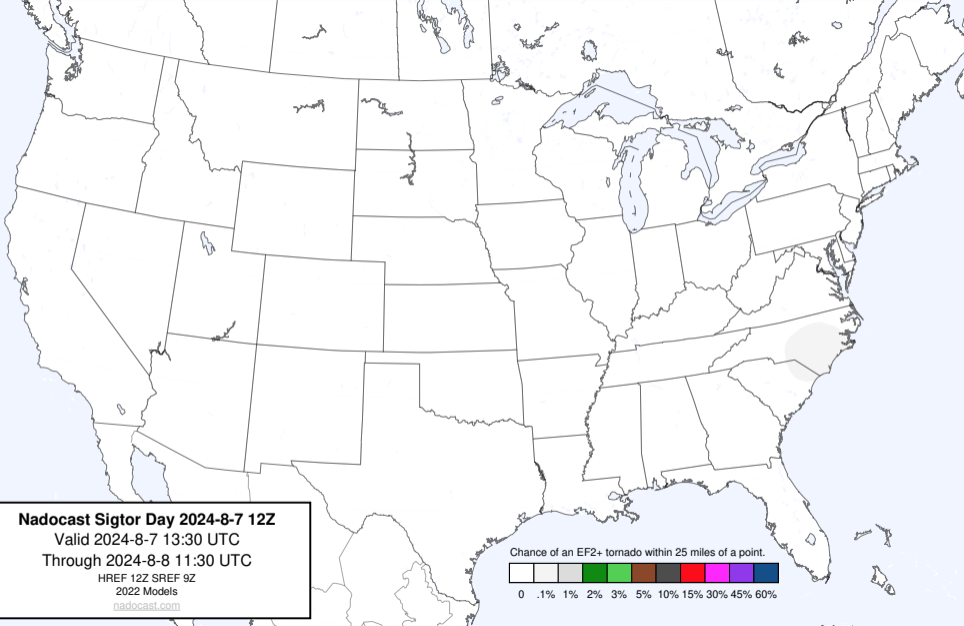 Nadocast Sigtor Day 2024-8-7 12Z
Valid 2024-8-7 13:30 UTC
Through 2024-8-8 11:30 UTC
HREF 12Z SREF 9Z
2022 Models
nadocast.com
Chance of an EF2+ tornado within 25 miles of a point.
0 .1% 1% 2% 3% 5% 10% 15% 30% 45% 60%